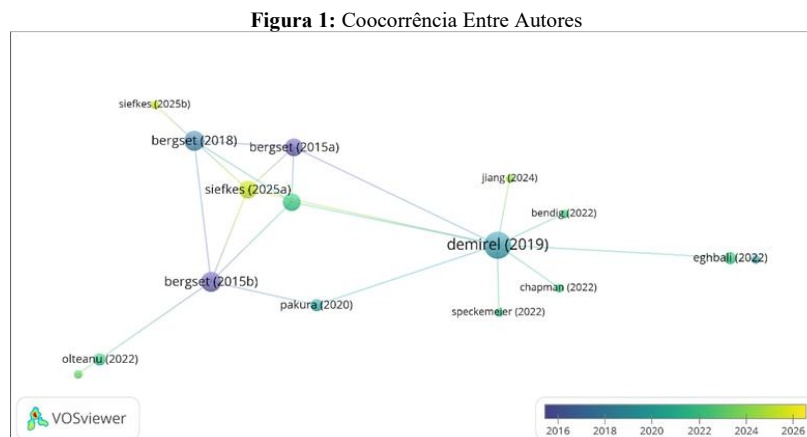 Figura 1: Coocorrência Entre Autores
siefkes (2025b)
bergset (2018)
bergset (2015a)
siefkes (2025a)
jiang (2024)
bendig (2022)
demirel (2019)
eghbali (2022)
bergset (2015b)
chapman (2022)
pakura (2020)
speckemeier (2022)
olteanu (2022)
VOSviewer
2016 2018 2020 2022 2024 2026